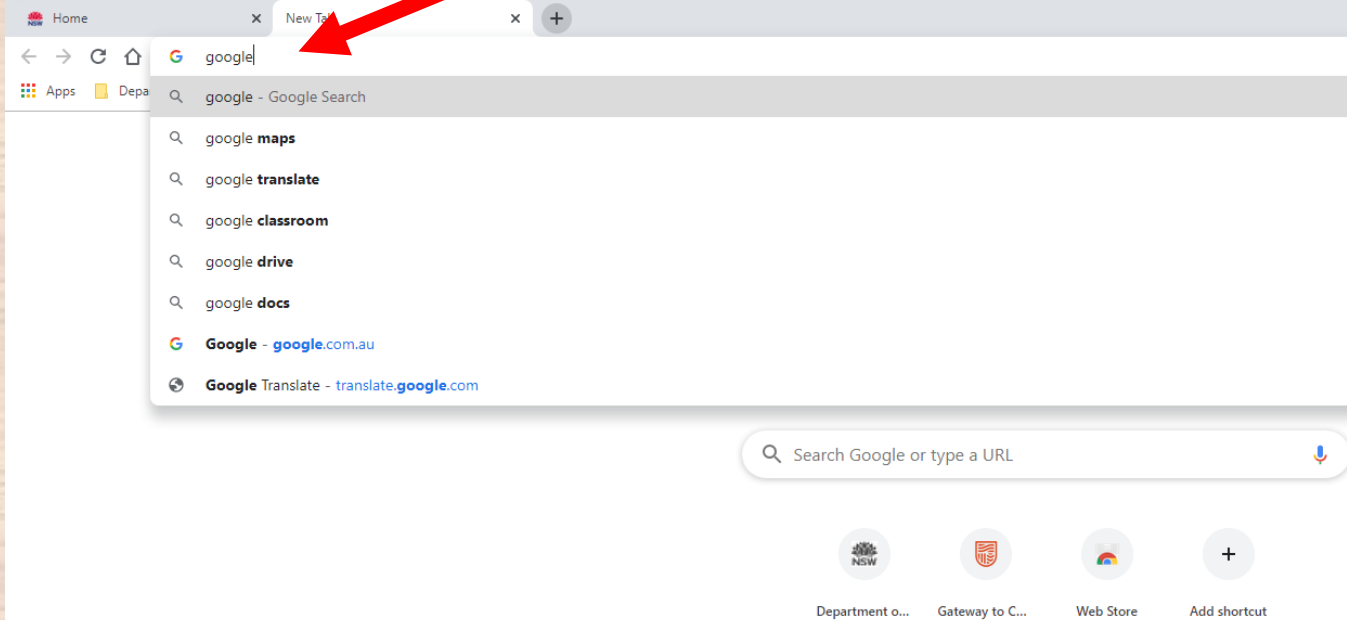 NSW Home × New Ta × +
google
Apps Depa
google - Google Search
google maps
google translate
google classroom
google drive
google docs
Google - google.com.au
Google Translate - translate.google.com
Search Google or type a URL
NSW
Department o... Gateway to C... Web Store Add shortcut